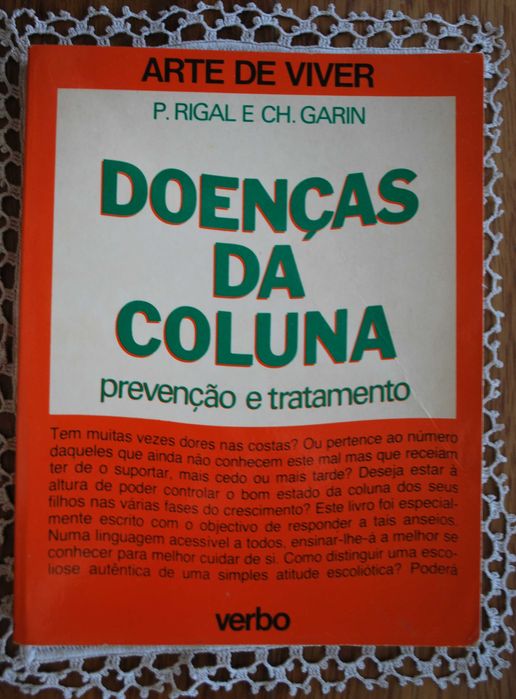 ARTE DE VIVER
P. RIGAL E CH. GARIN
DOENÇAS
DA
COLUNA
prevenção e tratamento
Tem muitas vezes dores nas costas? Ou pertence ao número
daqueles que ainda não conhecem este mal mas que receiam
ter de o suportar, mais cedo ou mais tarde? Deseja estar à
altura de poder controlar o bom estado da coluna dos seus
filhos nas várias fases do crescimento? Este livro foi especial-
mente escrito com o objectivo de responder a tais anseios.
Numa linguagem acessível a todos, ensinar-lhe-á a melhor se
conhecer para melhor cuidar de si. Como distinguir uma esco-
liose autêntica de uma simples atitude escoliótica? Poderá
verbo